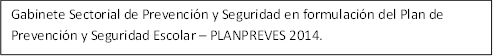 Gabinete Sectorial de Prevención y Seguridad en formulación del Plan de
Prevención y Seguridad Escolar – PLANPREVES 2014.